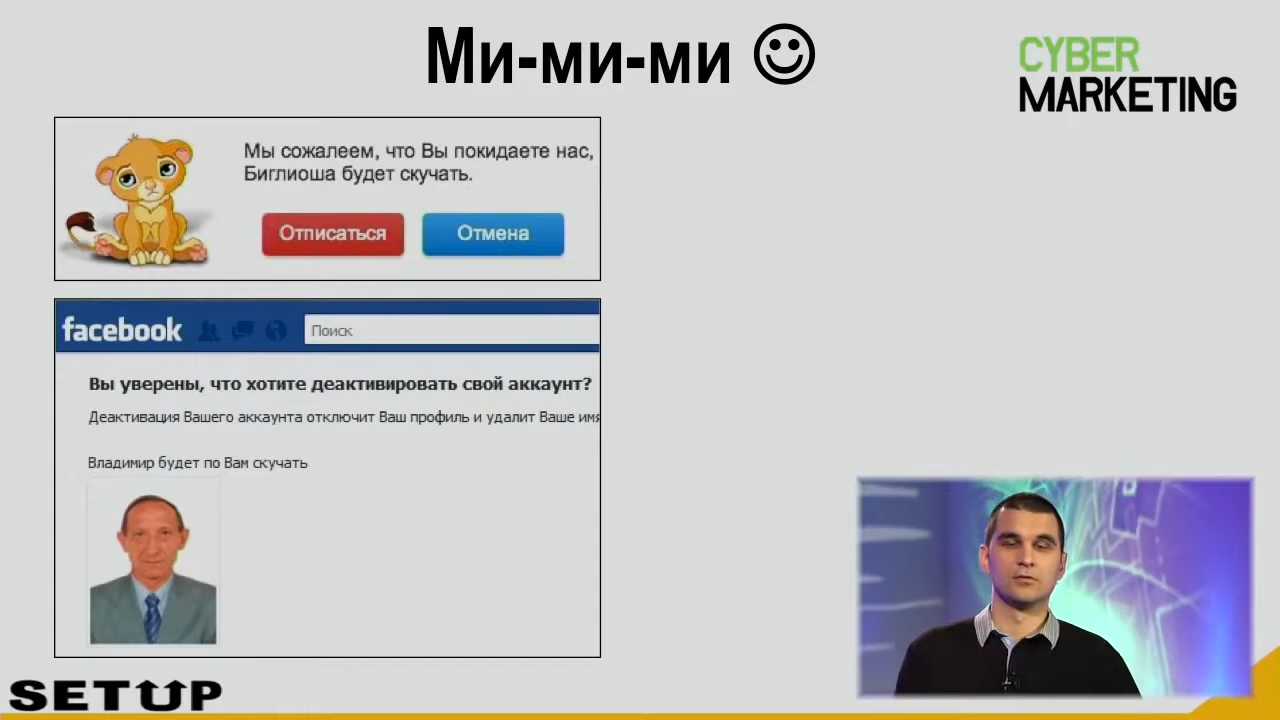 Ми-ми-ми ☺
CYBER
MARKETING
Мы сожалеем, что Вы покидаете нас,
Биглиоша будет скучать.
Отписаться
Отмена
facebook
Поиск
Вы уверены, что хотите деактивировать свой аккаунт?
Деактивация Вашего аккаунта отключит Ваш профиль и удалит Ваше имя
Владимир будет по Вам скучать
SETUP